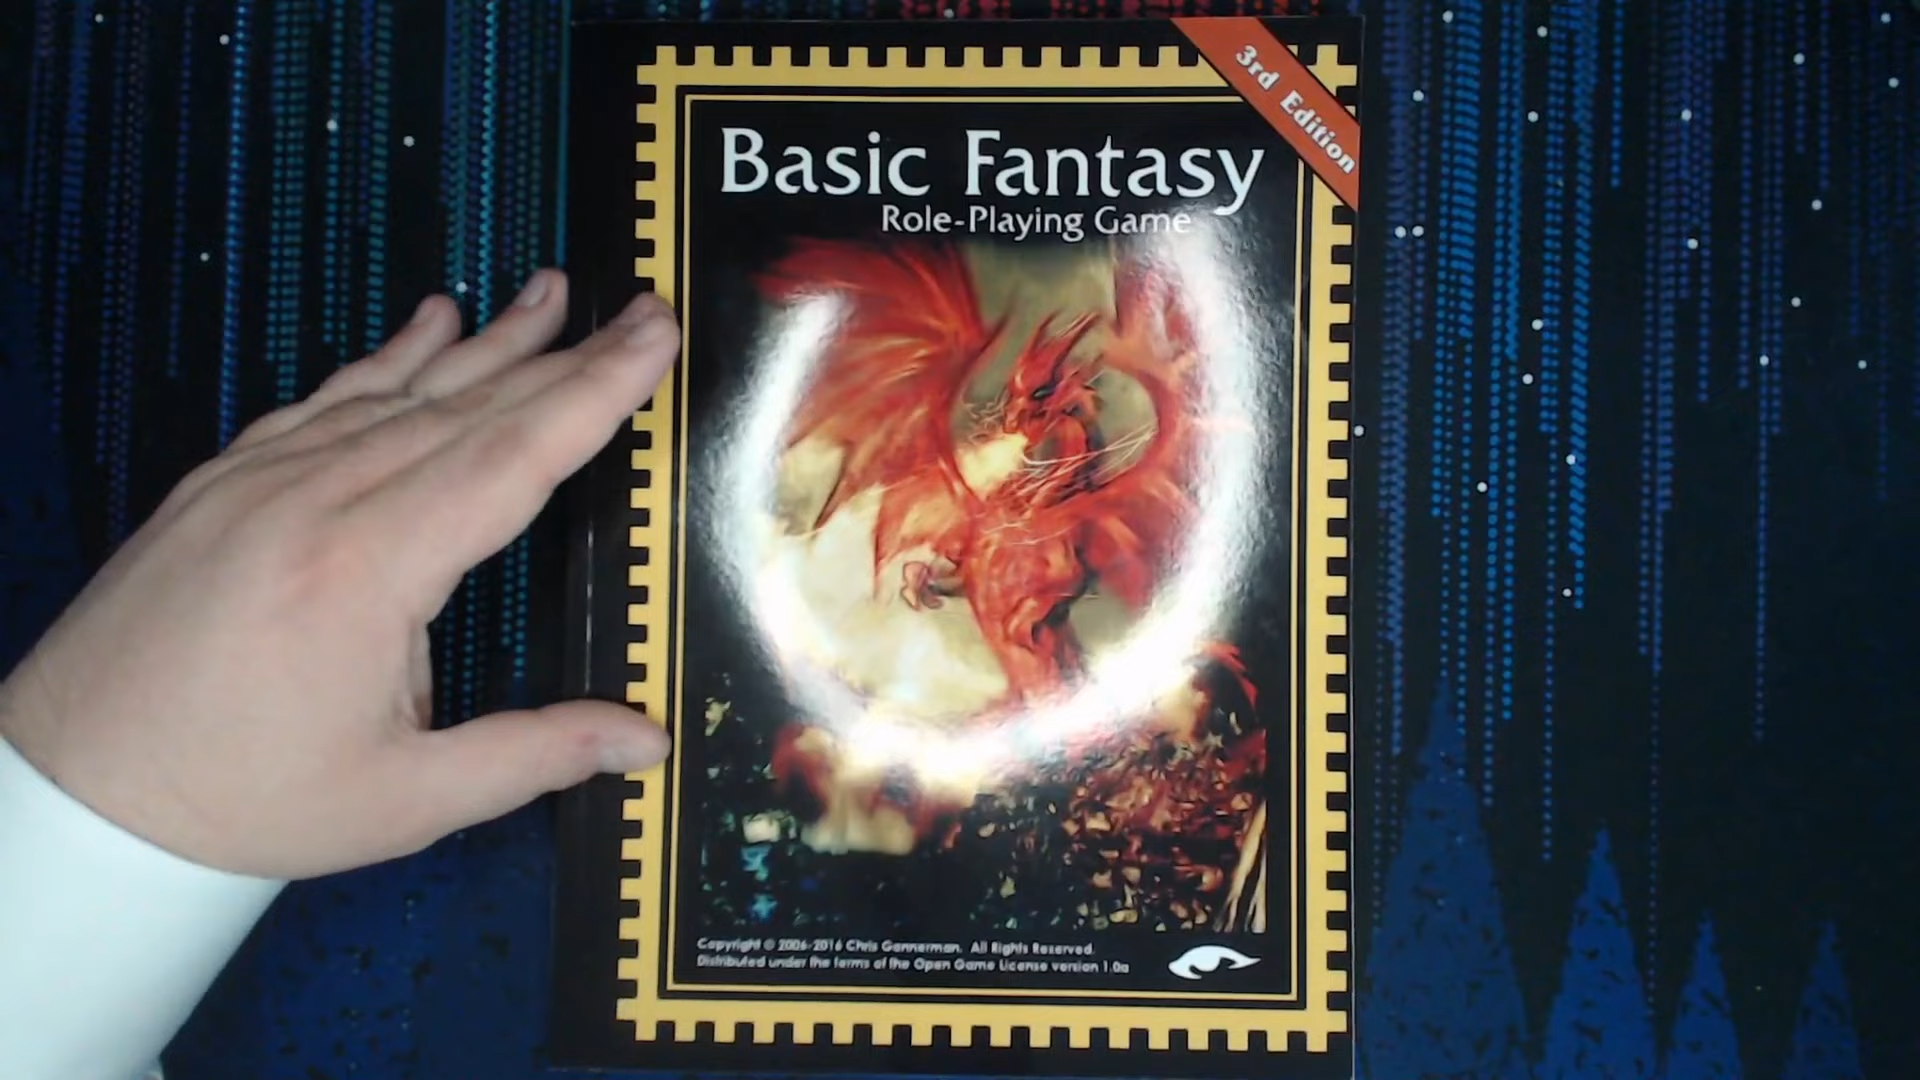 3rd Edition
Basic Fantasy
Role-Playing Game
Copyright © 2006-2016 Chris Gonnerman. All Rights Reserved.
Distributed under the terms of the Open Game License version 1.0a